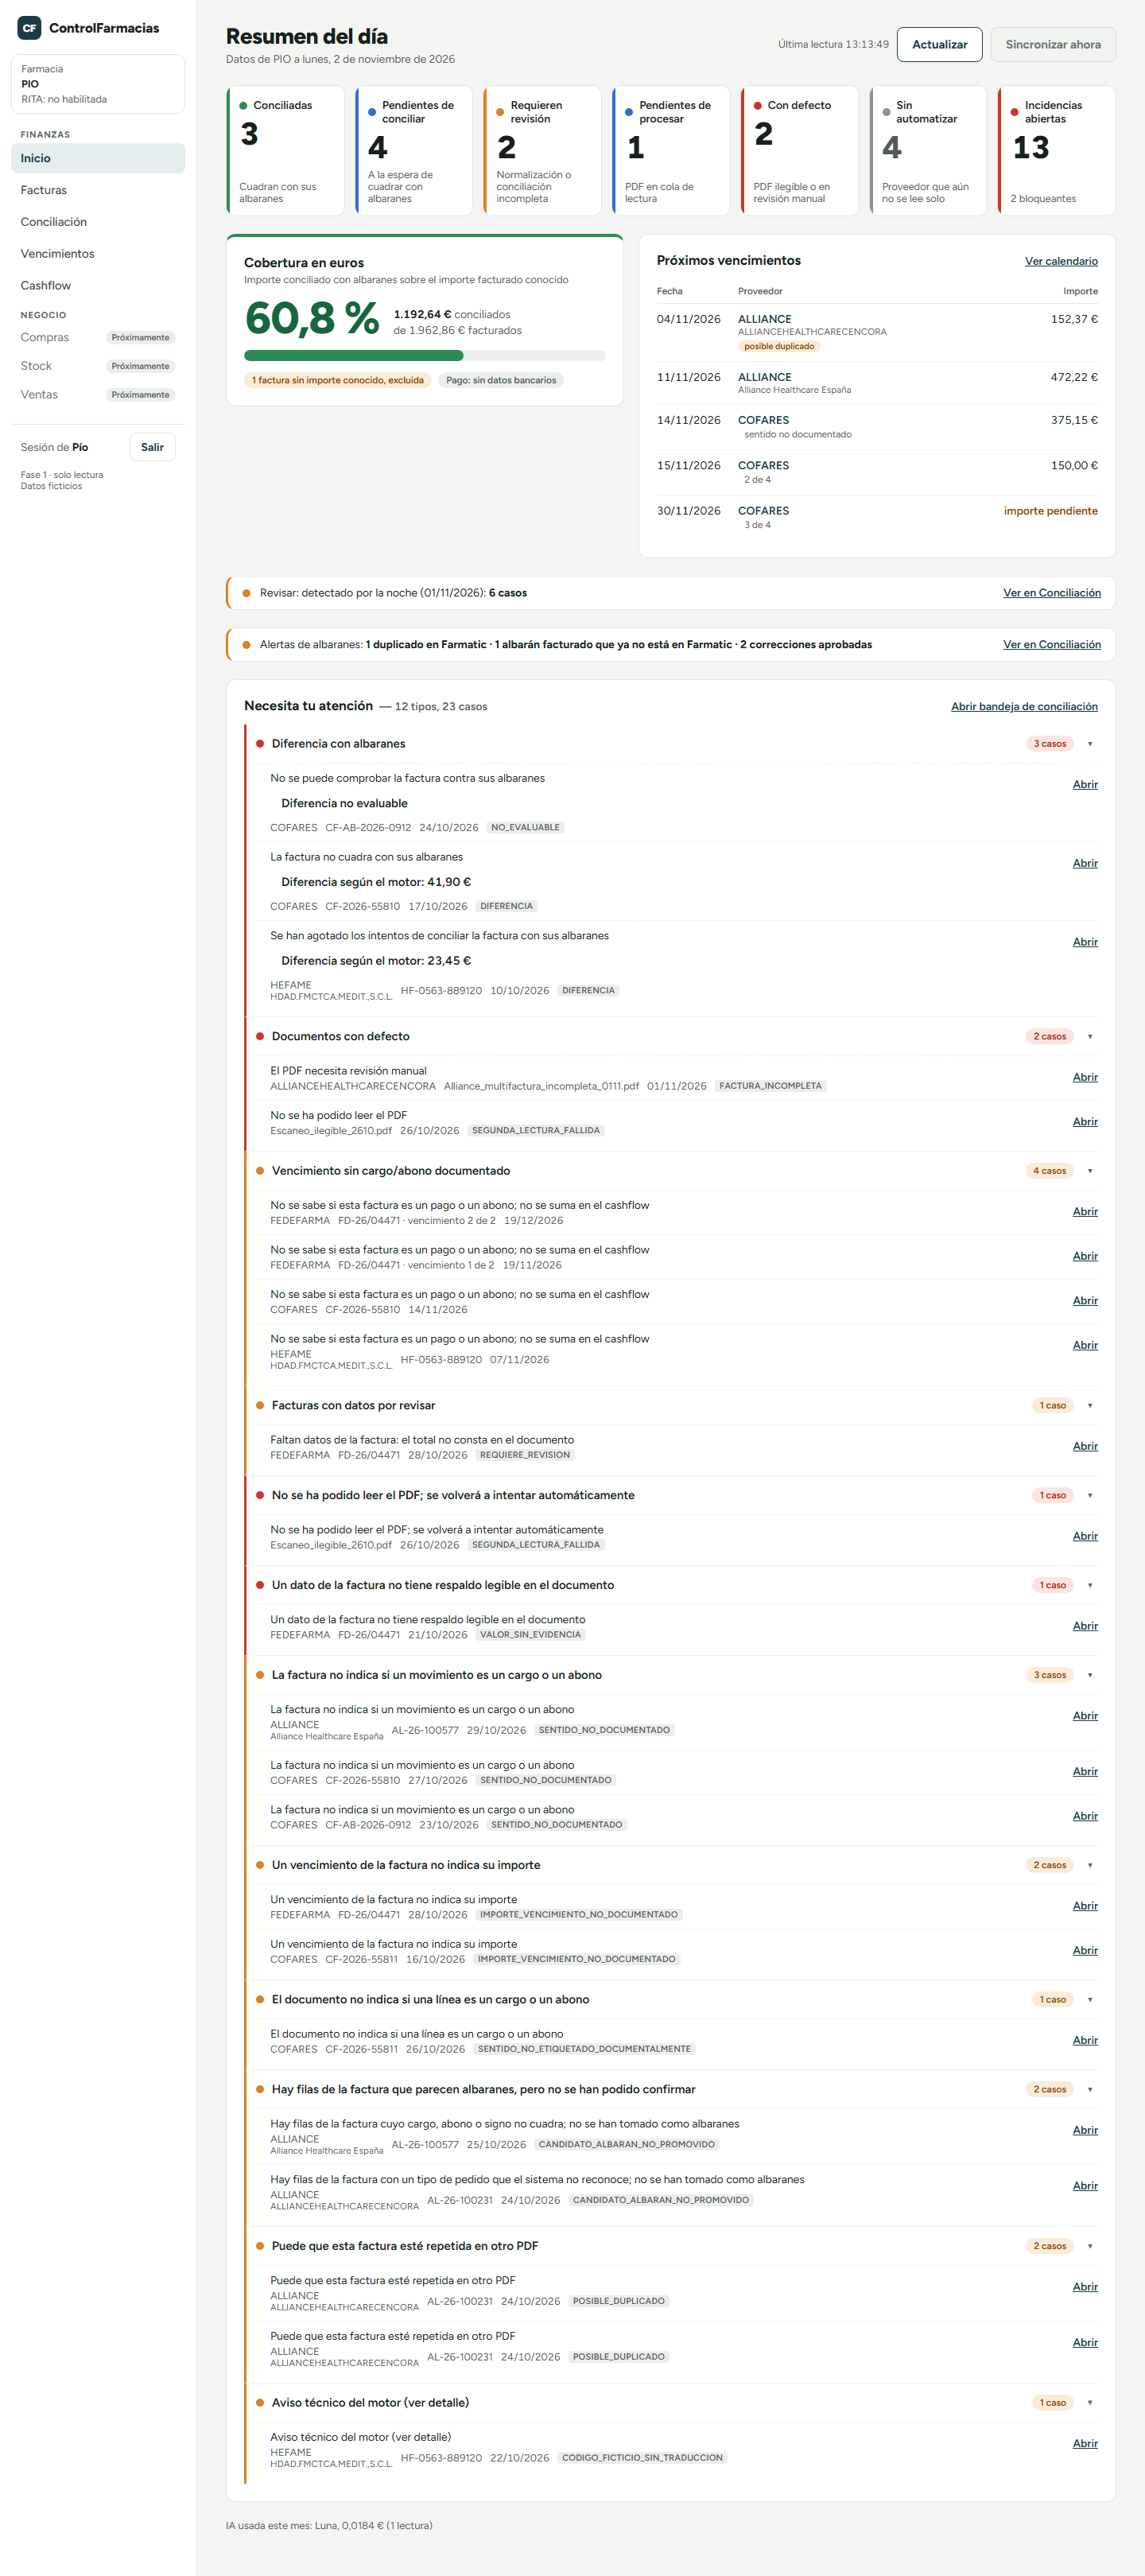 CF ControlFarmacias
Farmacia
PIO
RITA: no habilitada
FINANZAS
Inicio
Facturas
Conciliación
Vencimientos
Cashflow
NEGOCIO
Compras Próximamente
Stock Próximamente
Ventas Próximamente
Sesión de Pío Salir
Fase 1 · solo lectura
Datos ficticios
Resumen del día
Datos de PIO a lunes, 2 de noviembre de 2026
Última lectura 13:13:49 Actualizar Sincronizar ahora
Conciliadas
3
Cuadran con sus
albaranes
Pendientes de
conciliar
4
A la espera de
cuadrar con
albaranes
Requieren
revisión
2
Normalización o
conciliación
incompleta
Pendientes de
procesar
1
PDF en cola de
lectura
Con defecto
2
PDF ilegible o en
revisión manual
Sin
automatizar
4
Proveedor que aún
no se lee solo
Incidencias
abiertas
13
2 bloqueantes
Cobertura en euros
Importe conciliado con albaranes sobre el importe facturado conocido
60,8 %
1.192,64 € conciliados
de 1.962,86 € facturados
1 factura sin importe conocido, excluida Pago: sin datos bancarios
Próximos vencimientos Ver calendario
Fecha Proveedor Importe
04/11/2026 ALLIANCE 152,37 €
ALLIANCEHEALTHCARECENCORA
posible duplicado
11/11/2026 ALLIANCE 472,22 €
Alliance Healthcare España
14/11/2026 COFARES 375,15 €
sentido no documentado
15/11/2026 COFARES 150,00 €
2 de 4
30/11/2026 COFARES importe pendiente
3 de 4
Revisar: detectado por la noche (01/11/2026): 6 casos Ver en Conciliación
Alertas de albaranes: 1 duplicado en Farmatic · 1 albarán facturado que ya no está en Farmatic · 2 correcciones aprobadas Ver en Conciliación
Necesita tu atención — 12 tipos, 23 casos Abrir bandeja de conciliación
Diferencia con albaranes 3 casos ▾
No se puede comprobar la factura contra sus albaranes Abrir
Diferencia no evaluable
COFARES CF-AB-2026-0912 24/10/2026 NO_EVALUABLE
La factura no cuadra con sus albaranes Abrir
Diferencia según el motor: 41,90 €
COFARES CF-2026-55810 17/10/2026 DIFERENCIA
Se han agotado los intentos de conciliar la factura con sus albaranes Abrir
Diferencia según el motor: 23,45 €
HEFAME
HDAD.FMCTCA.MEDIT.,S.C.L. HF-0563-889120 10/10/2026 DIFERENCIA
Documentos con defecto 2 casos ▾
El PDF necesita revisión manual Abrir
ALLIANCEHEALTHCARECENCORA Alliance_multifactura_incompleta_0111.pdf 01/11/2026 FACTURA_INCOMPLETA
No se ha podido leer el PDF Abrir
Escaneo_ilegible_2610.pdf 26/10/2026 SEGUNDA_LECTURA_FALLIDA
Vencimiento sin cargo/abono documentado 4 casos ▾
No se sabe si esta factura es un pago o un abono; no se suma en el cashflow Abrir
FEDEFARMA FD-26/04471 · vencimiento 2 de 2 19/12/2026
No se sabe si esta factura es un pago o un abono; no se suma en el cashflow Abrir
FEDEFARMA FD-26/04471 · vencimiento 1 de 2 19/11/2026
No se sabe si esta factura es un pago o un abono; no se suma en el cashflow Abrir
COFARES CF-2026-55810 14/11/2026
No se sabe si esta factura es un pago o un abono; no se suma en el cashflow Abrir
HEFAME
HDAD.FMCTCA.MEDIT.,S.C.L. HF-0563-889120 07/11/2026
Facturas con datos por revisar 1 caso ▾
Faltan datos de la factura: el total no consta en el documento Abrir
FEDEFARMA FD-26/04471 28/10/2026 REQUIERE_REVISION
No se ha podido leer el PDF; se volverá a intentar automáticamente 1 caso ▾
No se ha podido leer el PDF; se volverá a intentar automáticamente Abrir
Escaneo_ilegible_2610.pdf 26/10/2026 SEGUNDA_LECTURA_FALLIDA
Un dato de la factura no tiene respaldo legible en el documento 1 caso ▾
Un dato de la factura no tiene respaldo legible en el documento Abrir
FEDEFARMA FD-26/04471 21/10/2026 VALOR_SIN_EVIDENCIA
La factura no indica si un movimiento es un cargo o un abono 3 casos ▾
La factura no indica si un movimiento es un cargo o un abono Abrir
ALLIANCE
Alliance Healthcare España AL-26-100577 29/10/2026 SENTIDO_NO_DOCUMENTADO
La factura no indica si un movimiento es un cargo o un abono Abrir
COFARES CF-2026-55810 27/10/2026 SENTIDO_NO_DOCUMENTADO
La factura no indica si un movimiento es un cargo o un abono Abrir
COFARES CF-AB-2026-0912 23/10/2026 SENTIDO_NO_DOCUMENTADO
Un vencimiento de la factura no indica su importe 2 casos ▾
Un vencimiento de la factura no indica su importe Abrir
FEDEFARMA FD-26/04471 28/10/2026 IMPORTE_VENCIMIENTO_NO_DOCUMENTADO
Un vencimiento de la factura no indica su importe Abrir
COFARES CF-2026-55811 16/10/2026 IMPORTE_VENCIMIENTO_NO_DOCUMENTADO
El documento no indica si una línea es un cargo o un abono 1 caso ▾
El documento no indica si una línea es un cargo o un abono Abrir
COFARES CF-2026-55811 26/10/2026 SENTIDO_NO_ETIQUETADO_DOCUMENTALMENTE
Hay filas de la factura que parecen albaranes, pero no se han podido confirmar 2 casos ▾
Hay filas de la factura cuyo cargo, abono o signo no cuadra; no se han tomado como albaranes Abrir
ALLIANCE
Alliance Healthcare España AL-26-100577 25/10/2026 CANDIDATO_ALBARAN_NO_PROMOVIDO
Hay filas de la factura con un tipo de pedido que el sistema no reconoce; no se han tomado como albaranes Abrir
ALLIANCE
ALLIANCEHEALTHCARECENCORA AL-26-100231 24/10/2026 CANDIDATO_ALBARAN_NO_PROMOVIDO
Puede que esta factura esté repetida en otro PDF 2 casos ▾
Puede que esta factura esté repetida en otro PDF Abrir
ALLIANCE
ALLIANCEHEALTHCARECENCORA AL-26-100231 24/10/2026 POSIBLE_DUPLICADO
Puede que esta factura esté repetida en otro PDF Abrir
ALLIANCE
ALLIANCEHEALTHCARECENCORA AL-26-100231 24/10/2026 POSIBLE_DUPLICADO
Aviso técnico del motor (ver detalle) 1 caso ▾
Aviso técnico del motor (ver detalle) Abrir
HEFAME
HDAD.FMCTCA.MEDIT.,S.C.L. HF-0563-889120 22/10/2026 CODIGO_FICTICIO_SIN_TRADUCCION
IA usada este mes: Luna, 0,0184 € (1 lectura)